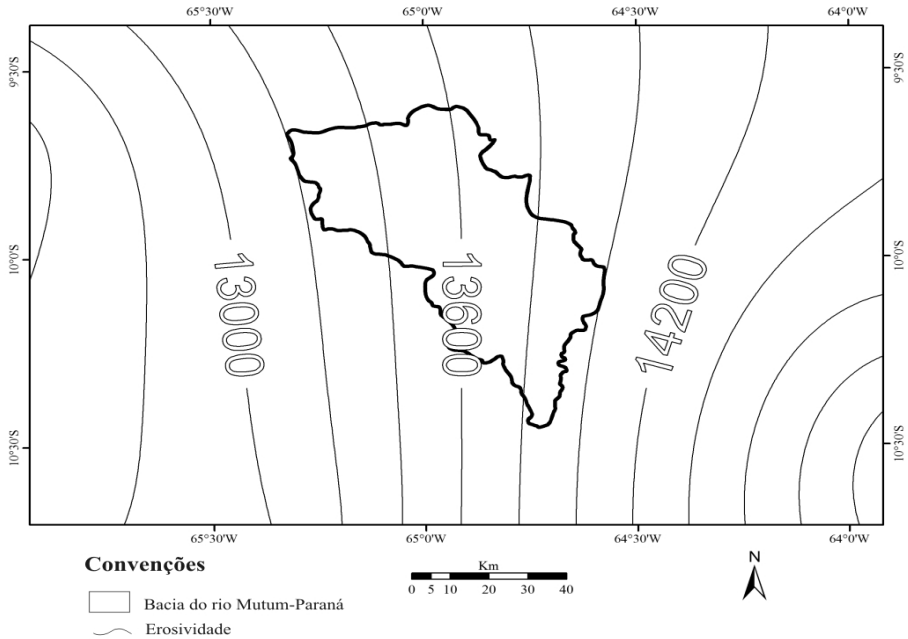 65°30'W 65°0'W 64°30'W 64°0'W
9°30'S 9°30'S
10°0'S 10°0'S
13000 13600 14200
10°30'S 10°30'S
65°30'W 65°0'W 64°30'W 64°0'W
Convenções
Bacia do rio Mutum-Paraná
Erosividade
Km
0 5 10 20 30 40
N